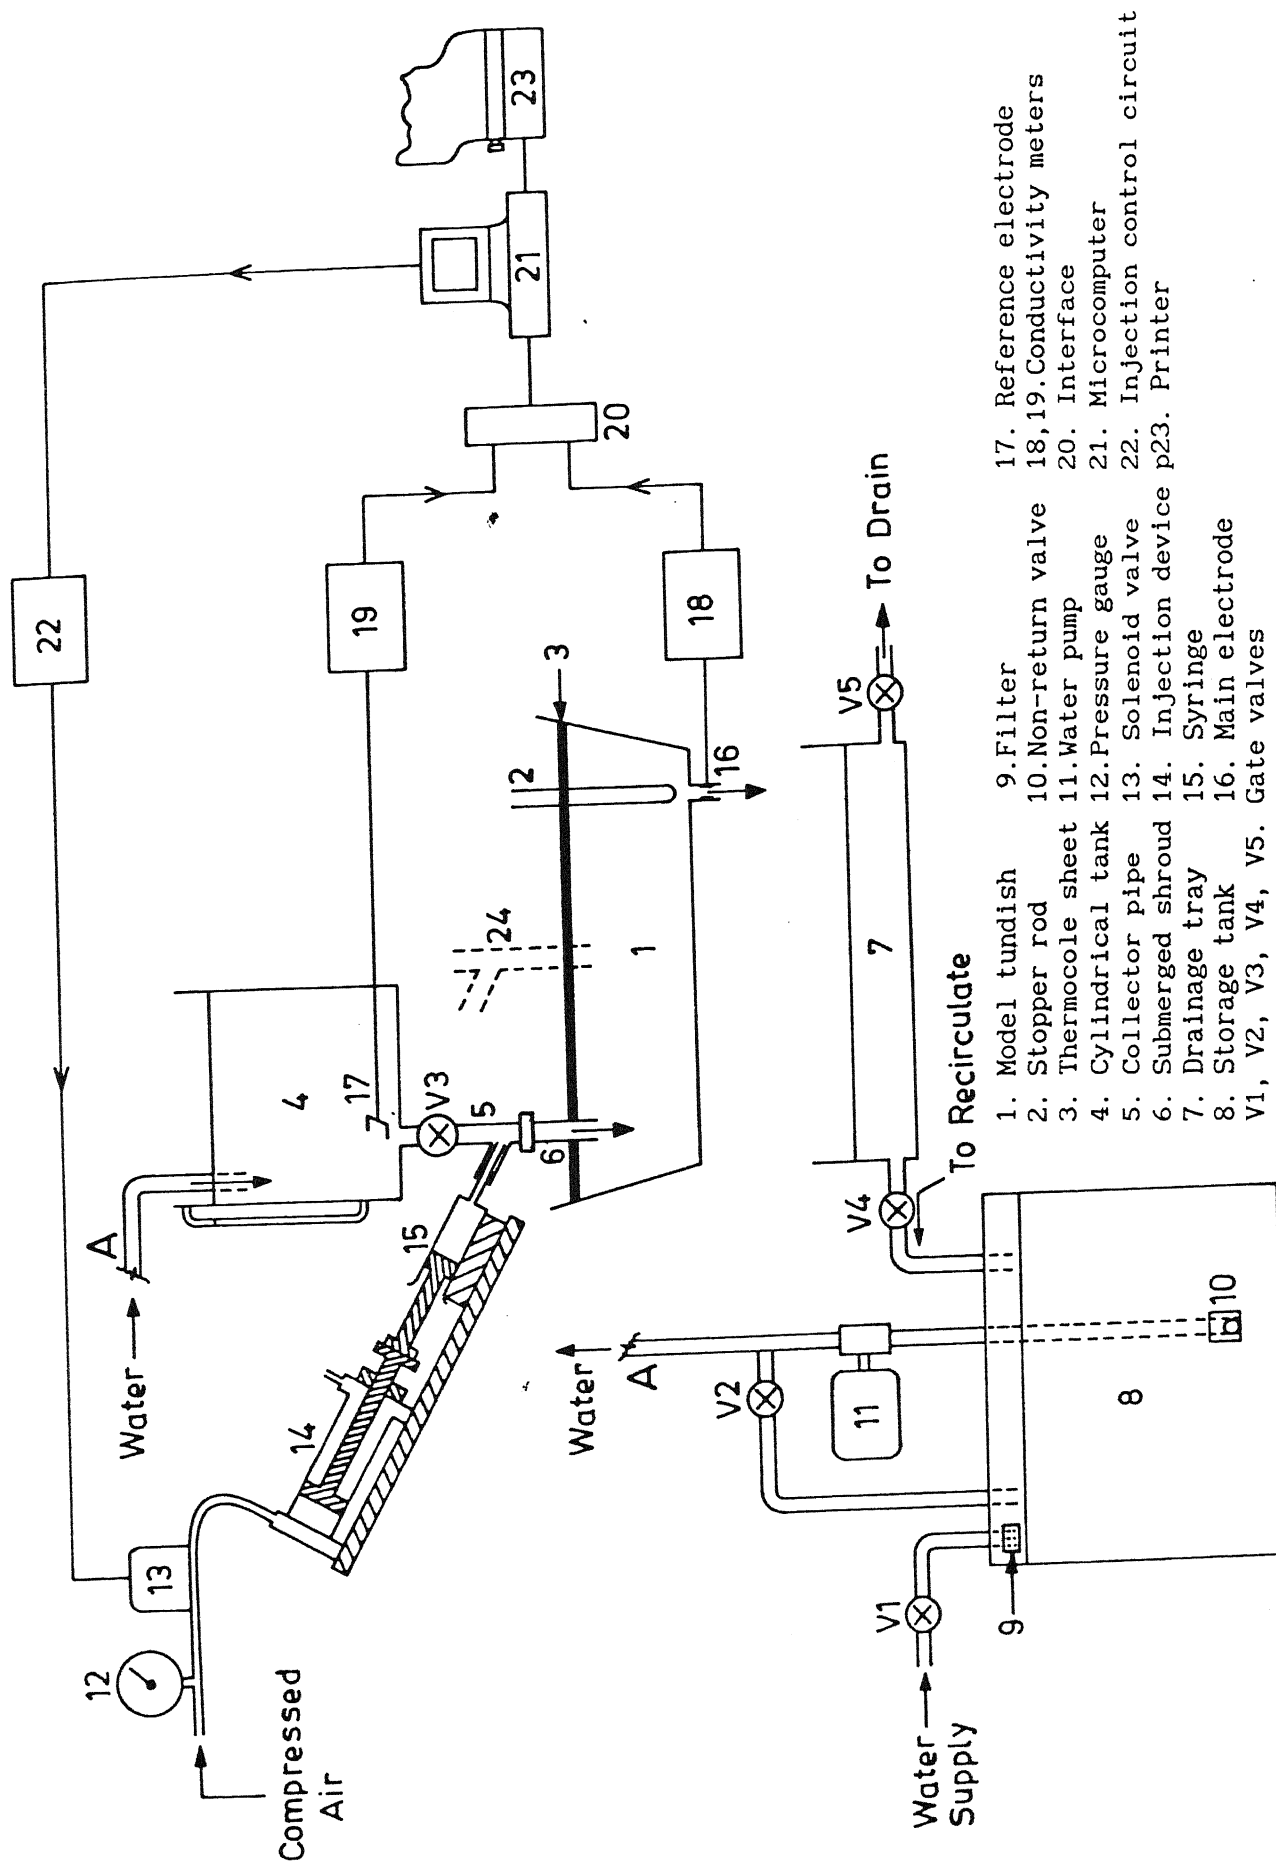 22
23
21
20
19
18
12
13
Compressed
Air
14
15
Water
A
4
17
V3
5
6
24
2
3
1
16
Water
A
V2
11
V1
Water
Supply
9
8
10
V4
To Recirculate
7
V5
To Drain
1. Model tundish
2. Stopper rod
3. Thermocole sheet
4. Cylindrical tank
5. Collector pipe
6. Submerged shroud
7. Drainage tray
8. Storage tank
V1, V2, V3, V4, V5. Gate valves
9.Filter
10.Non-return valve
11.Water pump
12.Pressure gauge
13. Solenoid valve
14. Injection device
15. Syringe
16. Main electrode
17. Reference electrode
18,19.Conductivity meters
20. Interface
21. Microcomputer
22. Injection control circuit
p23. Printer